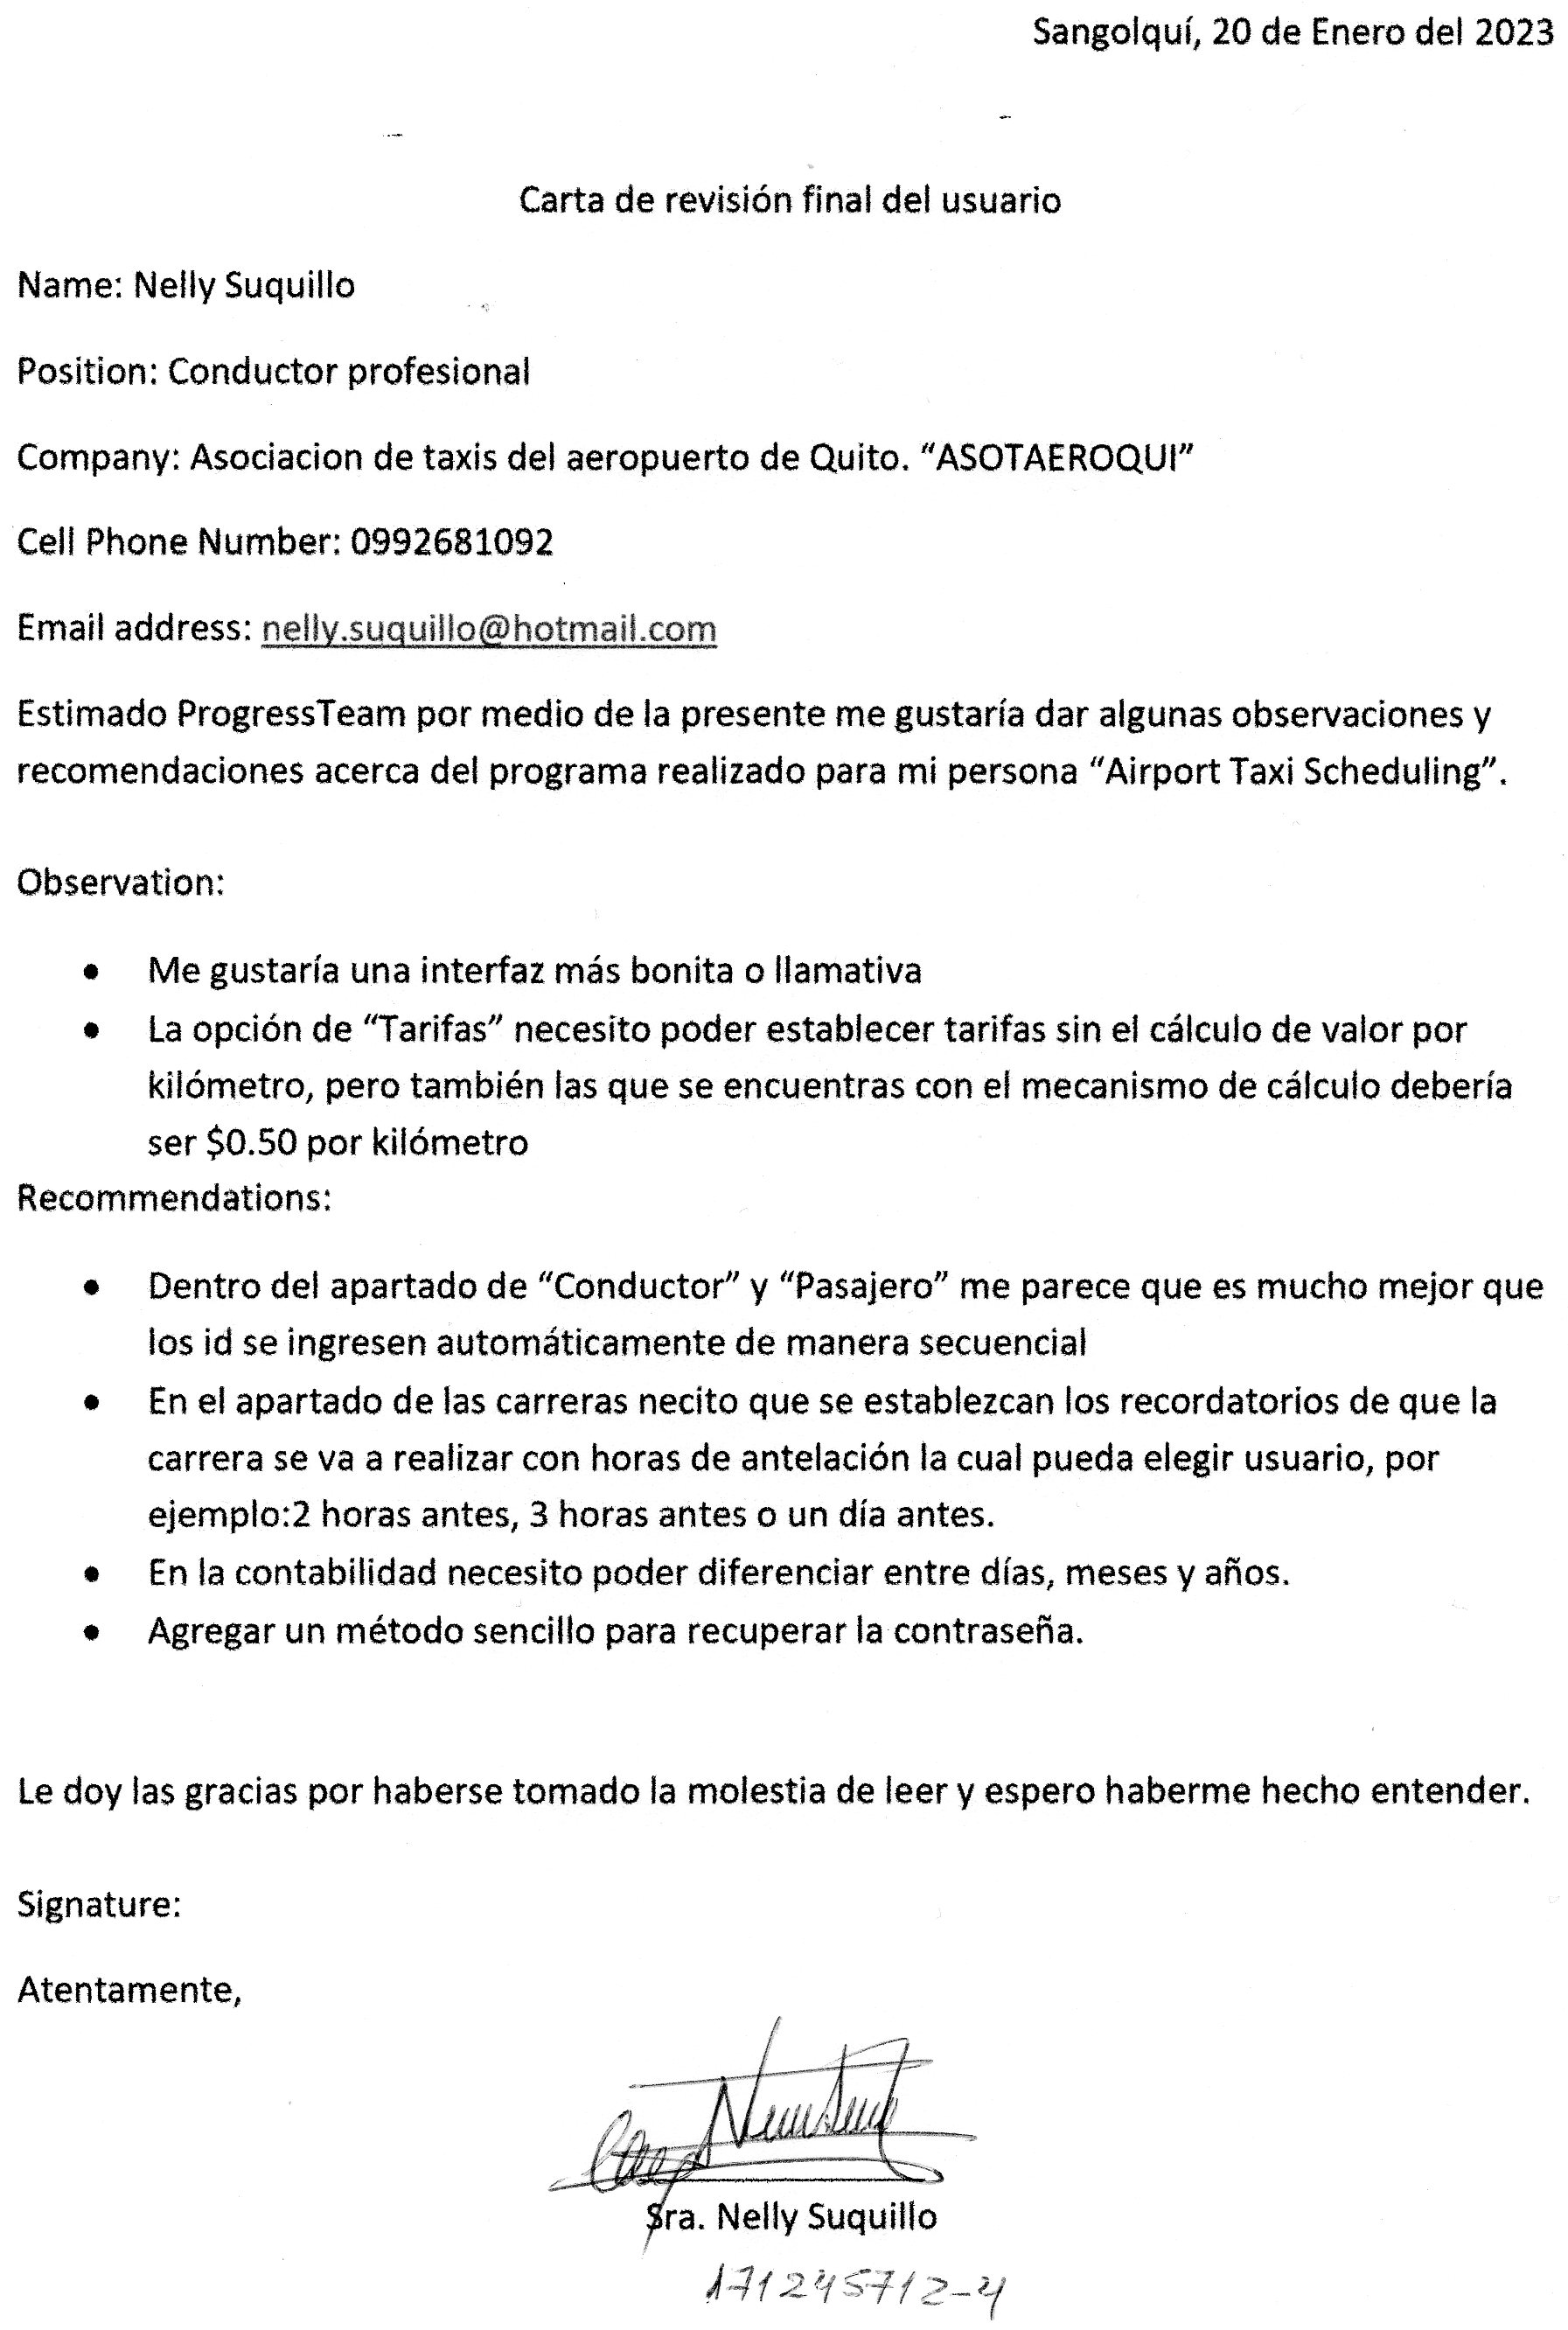 Sangolquí, 20 de Enero del 2023
Carta de revisión final del usuario
Name: Nelly Suquillo
Position: Conductor profesional
Company: Asociacion de taxis del aeropuerto de Quito. “ASOTAEROQUI”
Cell Phone Number: 0992681092
Email address: nelly.suquillo@hotmail.com
Estimado ProgressTeam por medio de la presente me gustaría dar algunas observaciones y
recomendaciones acerca del programa realizado para mi persona “Airport Taxi Scheduling”.
Observation:
• Me gustaría una interfaz más bonita o llamativa
• La opción de “Tarifas” necesito poder establecer tarifas sin el cálculo de valor por
kilómetro, pero también las que se encuentras con el mecanismo de cálculo debería
ser $0.50 por kilómetro
Recommendations:
• Dentro del apartado de “Conductor” y “Pasajero” me parece que es mucho mejor que
los id se ingresen automáticamente de manera secuencial
• En el apartado de las carreras necito que se establezcan los recordatorios de que la
carrera se va a realizar con horas de antelación la cual pueda elegir usuario, por
ejemplo:2 horas antes, 3 horas antes o un día antes.
• En la contabilidad necesito poder diferenciar entre días, meses y años.
• Agregar un método sencillo para recuperar la contraseña.
Le doy las gracias por haberse tomado la molestia de leer y espero haberme hecho entender.
Signature:
Atentamente,
Sra. Nelly Suquillo
171245712-4